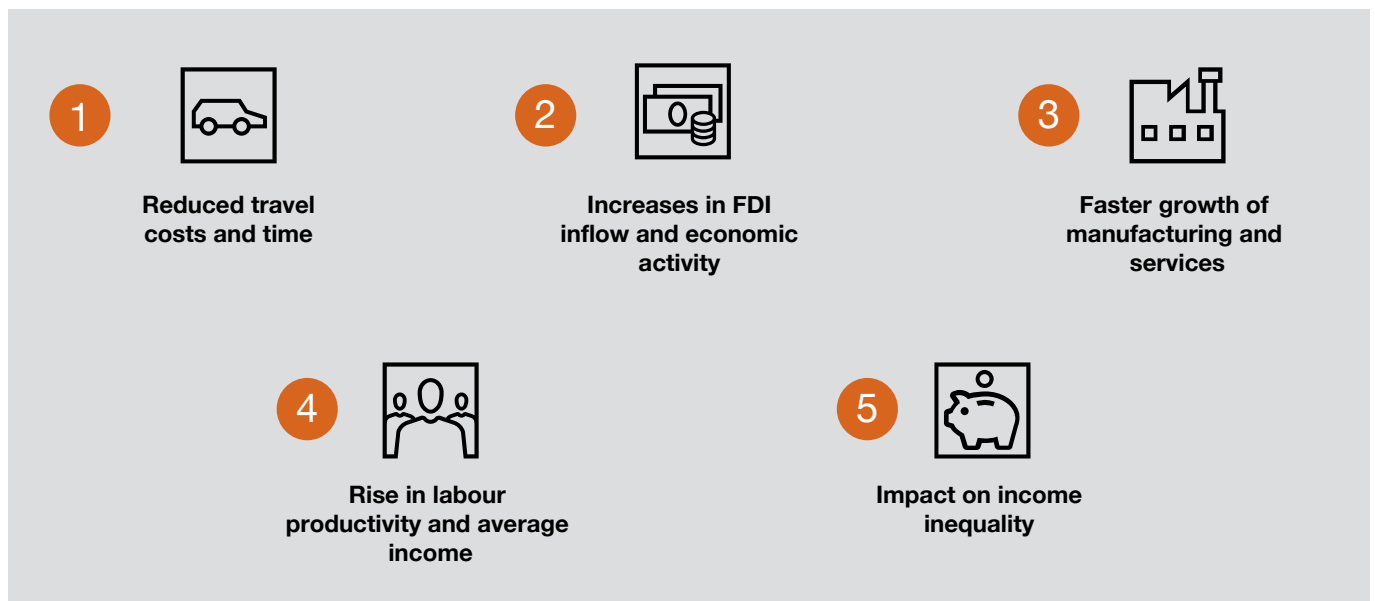 1
Reduced travel
costs and time
2
Increases in FDI
inflow and economic
activity
3
Faster growth of
manufacturing and
services
4
Rise in labour
productivity and average
income
5
Impact on income
inequality